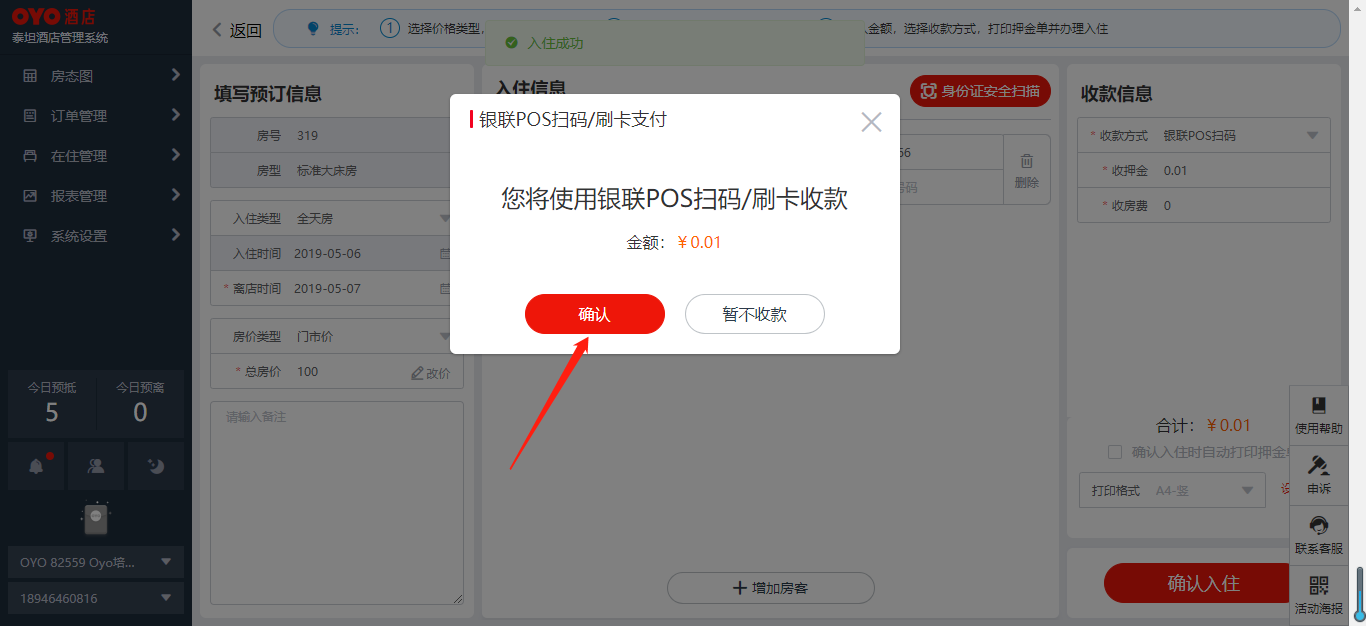 OYO 酒店
泰坦酒店管理系统
房态图
订单管理
在住管理
报表管理
系统设置
今日预抵
5
今日预离
0
OYO 82559 Oyo培...
18946460816
返回
提示:
1
选择价格类型,
金额，选择收款方式，打印押金单并办理入住
入住成功
填写预订信息
房号 319
房型 标准大床房
入住类型 全天房
入住时间 2019-05-06
* 离店时间 2019-05-07
房价类型 门市价
* 总房价 100
改价
请输入备注
入住信息
身份证安全扫描
56
号码
删除
增加房客
银联POS扫码/刷卡支付
您将使用银联POS扫码/刷卡收款
金额: ¥0.01
确认
暂不收款
收款信息
* 收款方式 银联POS扫码
* 收押金 0.01
* 收房费 0
合计: ¥0.01
确认入住时自动打印押金
打印格式 A4-竖
确认入住
使用帮助
申诉
联系客服
活动海报